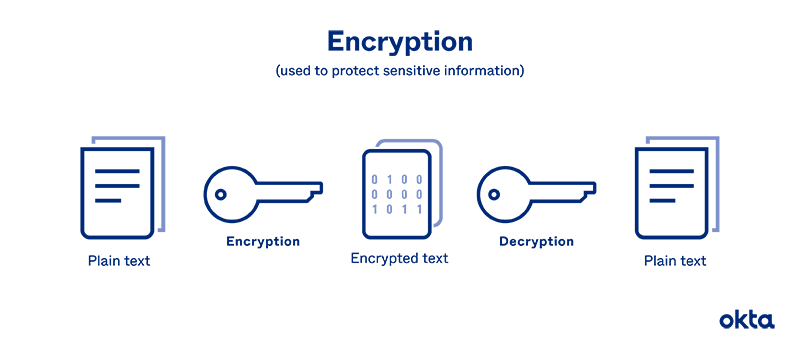 Encryption
(used to protect sensitive information)
0 1 0 0
0 0 0 0
1 0 1 1
Encryption
Decryption
Plain text
Encrypted text
Plain text
okta